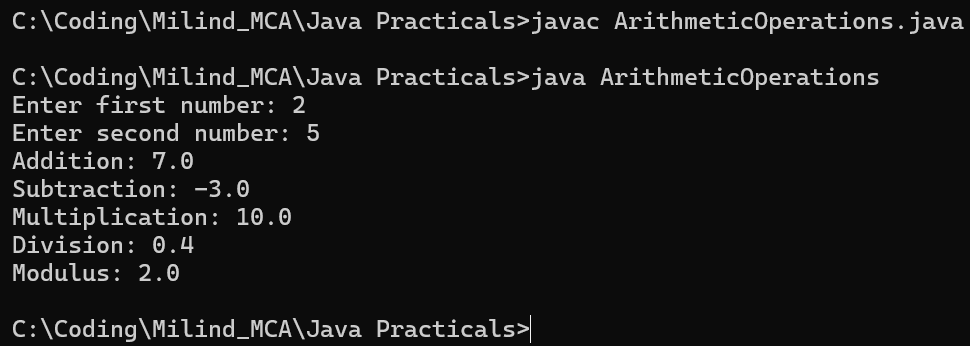 C:\Coding\Milind_MCA\Java Practicals>javac ArithmeticOperations.java
C:\Coding\Milind_MCA\Java Practicals>java ArithmeticOperations
Enter first number: 2
Enter second number: 5
Addition: 7.0
Subtraction: -3.0
Multiplication: 10.0
Division: 0.4
Modulus: 2.0
C:\Coding\Milind_MCA\Java Practicals>